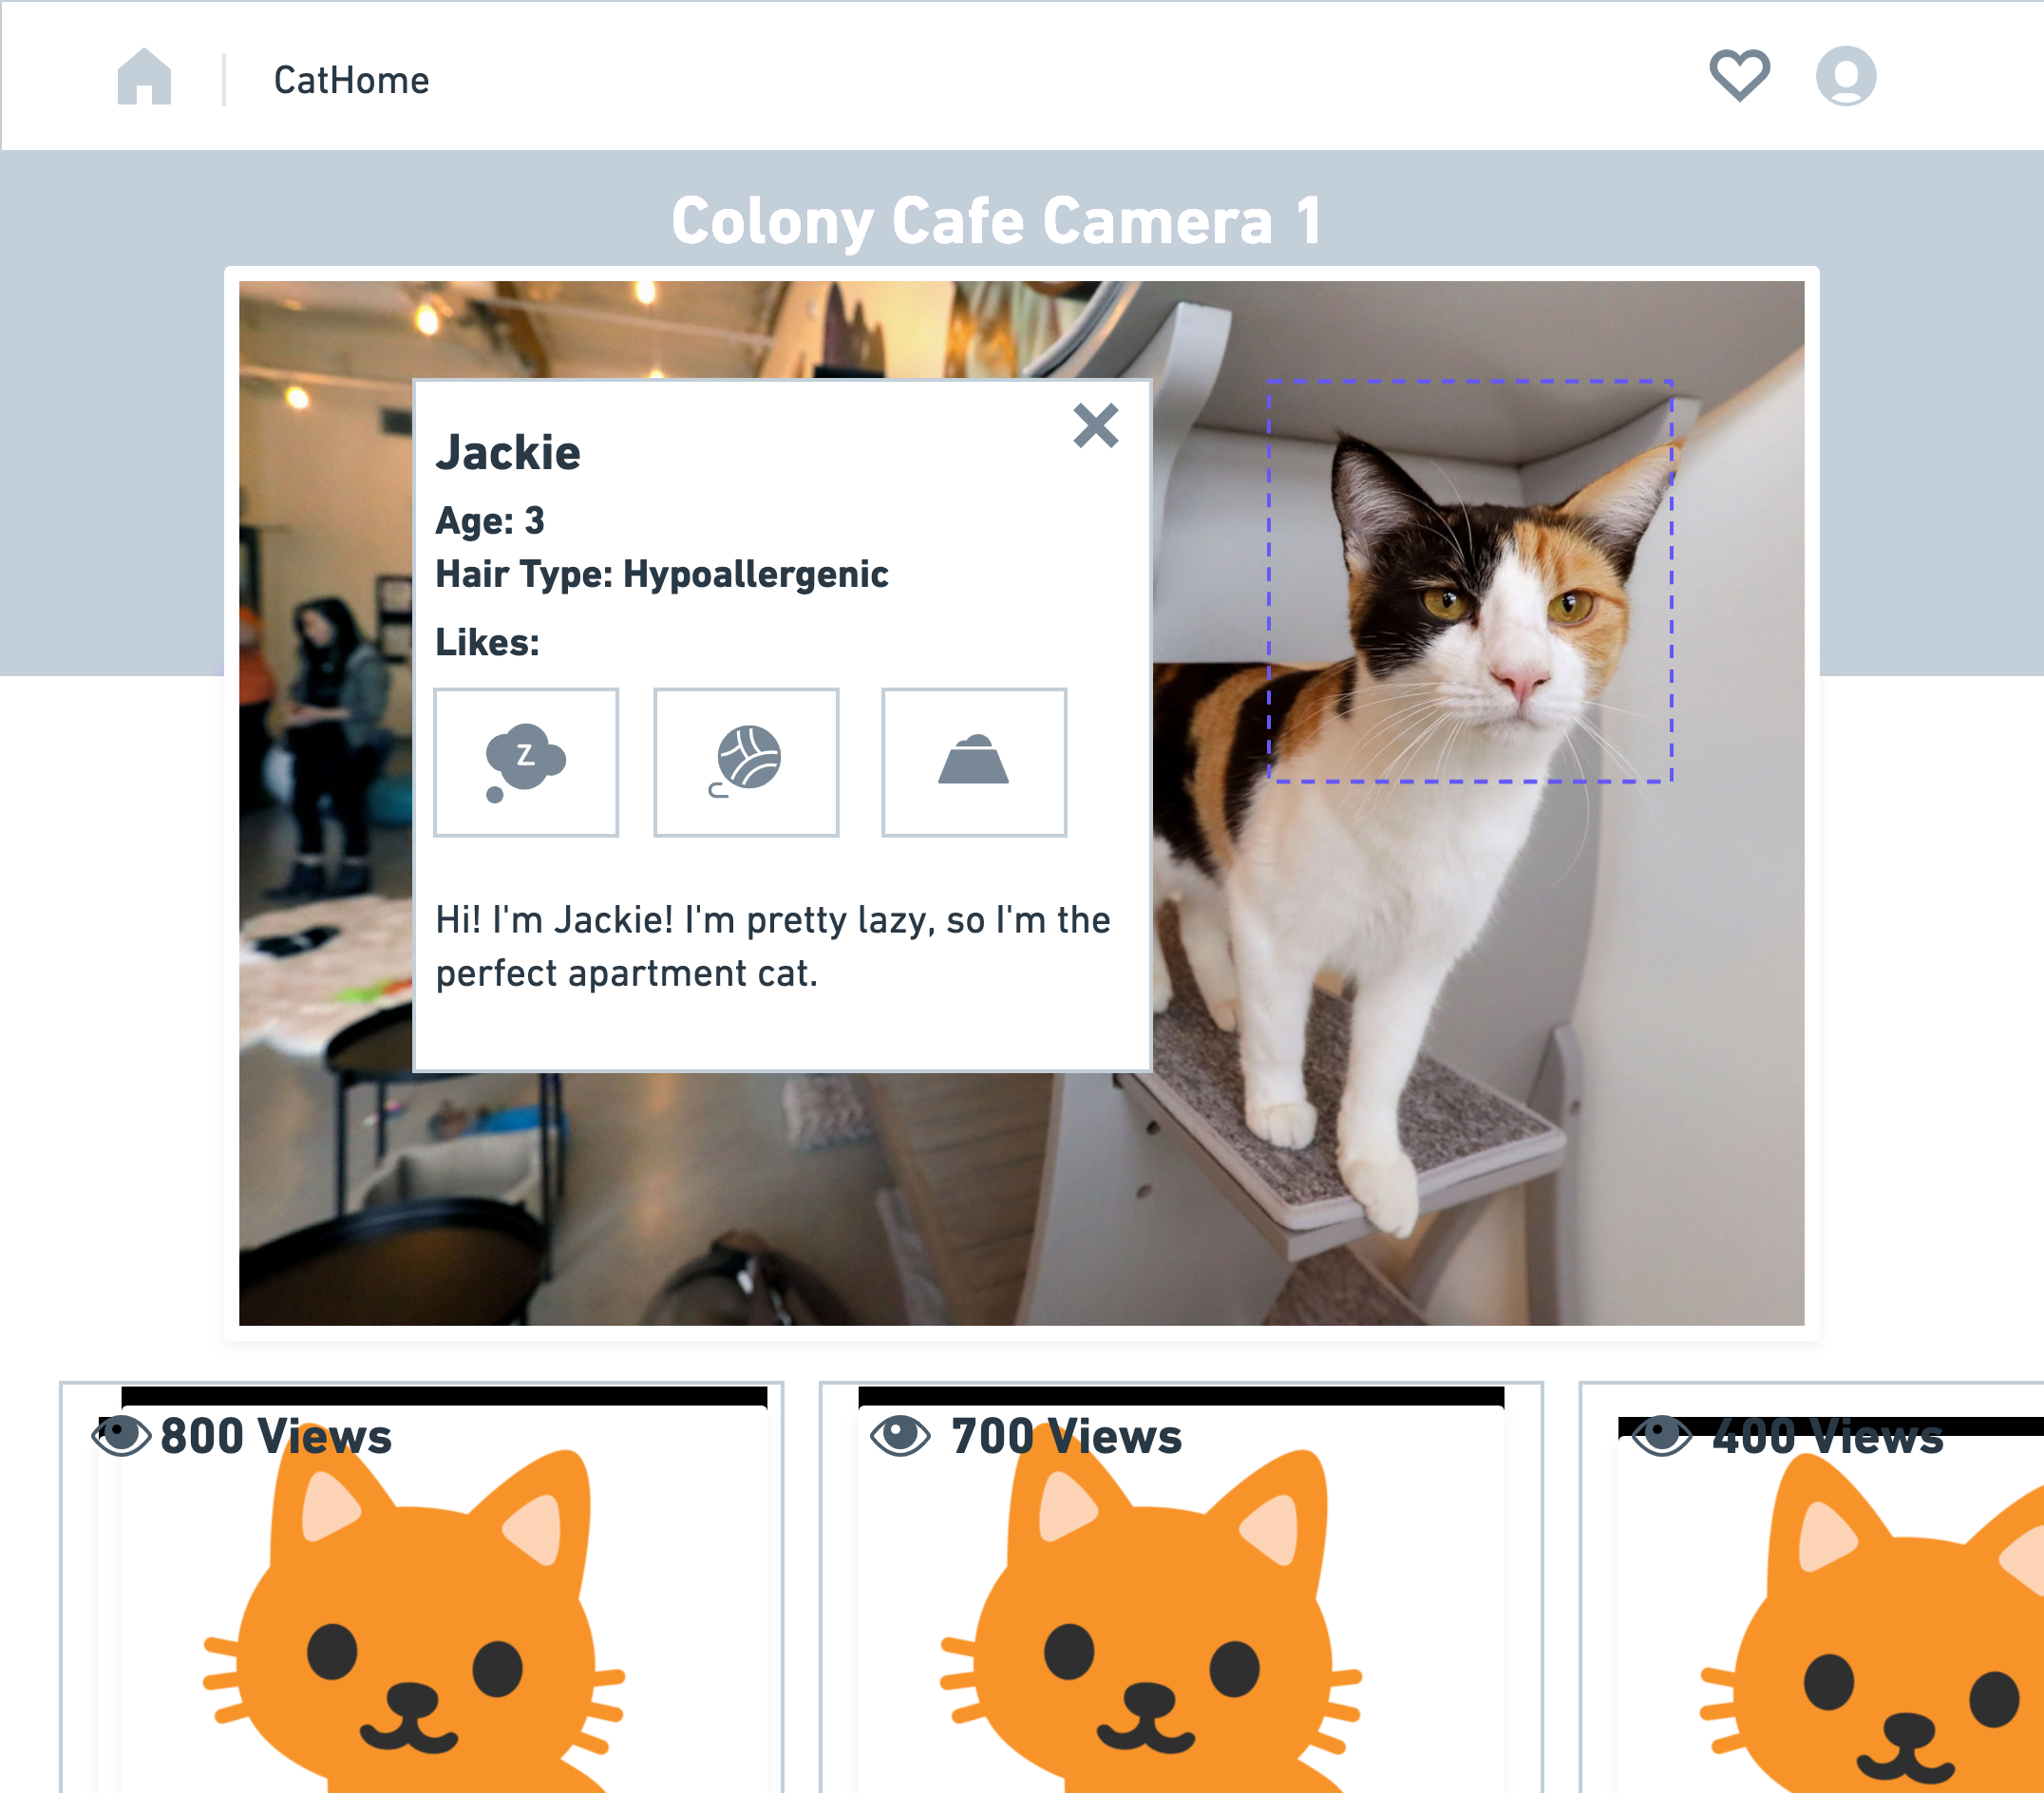 CatHome
Colony Cafe Camera 1
Jackie
Age: 3
Hair Type: Hypoallergenic
Likes:
Z
Hi! I'm Jackie! I'm pretty lazy, so I'm the
perfect apartment cat.
800 Views
700 Views
400 Views